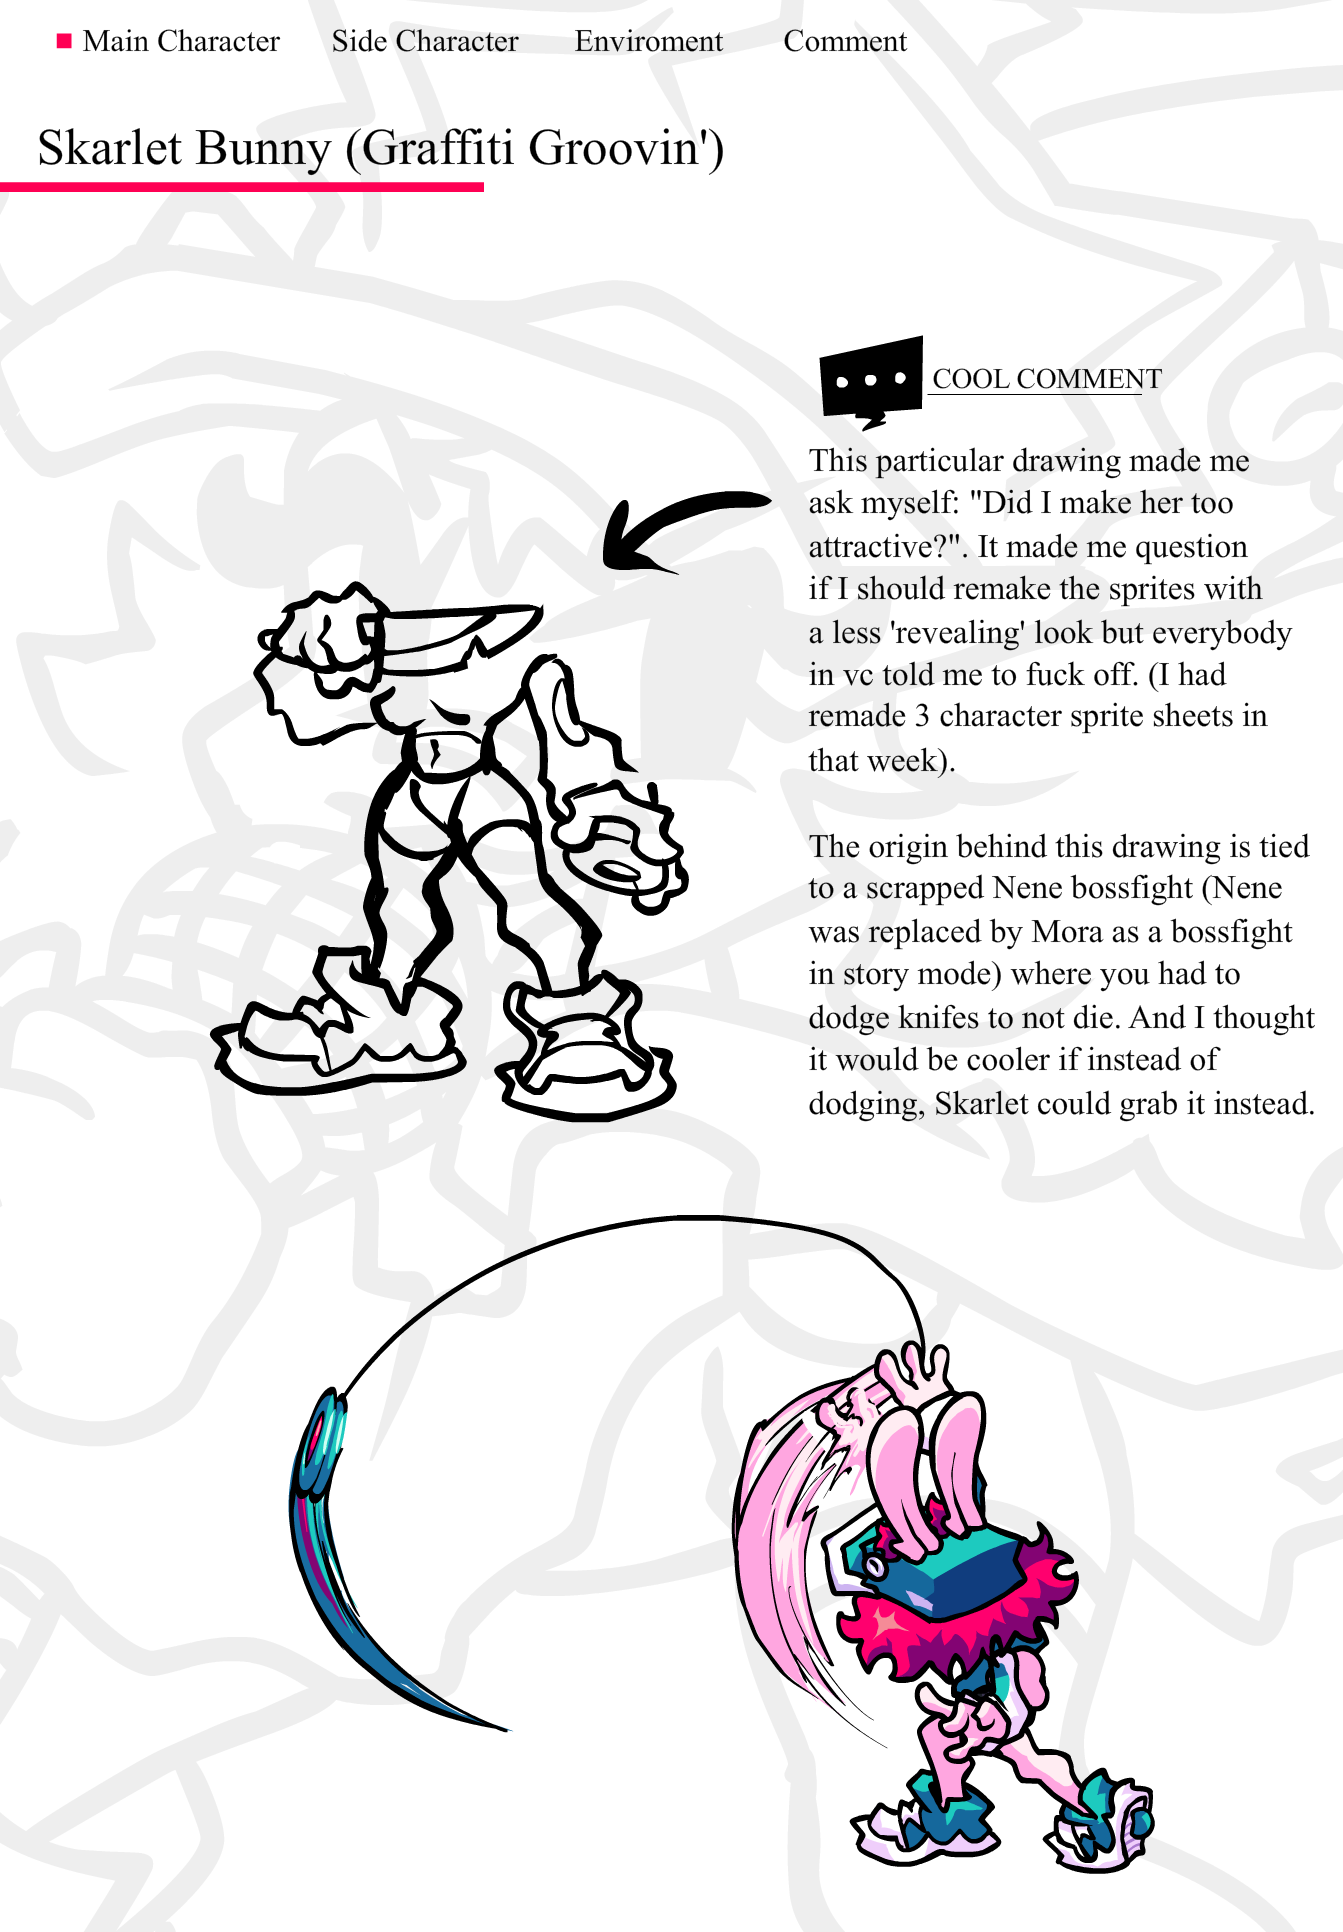 Main Character
Side Character
Enviroment
Comment
Skarlet Bunny (Graffiti Groovin')
COOL COMMENT
This particular drawing made me
ask myself: "Did I make her too
attractive?". It made me question
if I should remake the sprites with
a less 'revealing' look but everybody
in vc told me to fuck off. (I had
remade 3 character sprite sheets in
that week).
The origin behind this drawing is tied
to a scrapped Nene bossfight (Nene
was replaced by Mora as a bossfight
in story mode) where you had to
dodge knifes to not die. And I thought
it would be cooler if instead of
dodging, Skarlet could grab it instead.